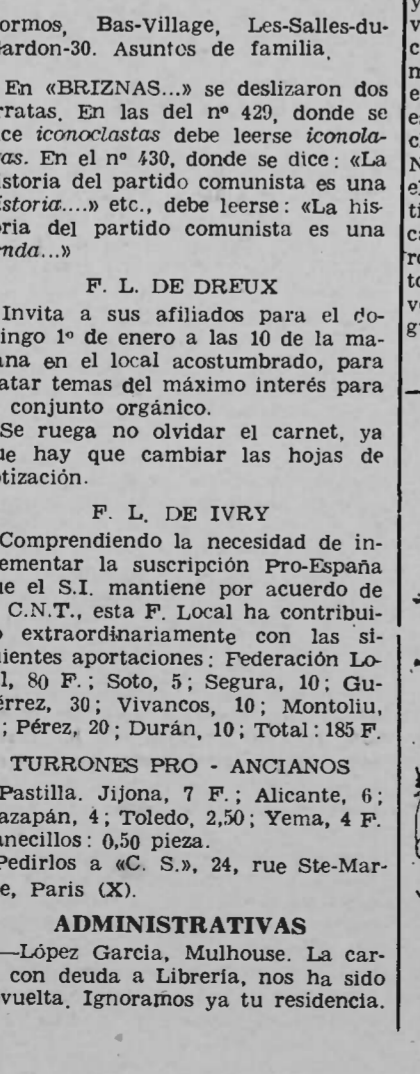 ormos, Bas-Village, Les-Salles-du-
ardon-30. Asuntos de familia.
En «BRIZNAS...» se deslizaron dos
rratas. En las del nº 429, donde se
ce iconoclastas debe leerse iconola-
as. En el nº 430, donde se dice: «La
storia del partido comunista es una
storia....» etc., debe leerse: «La his-
oria del partido comunista es una
nda...»
F. L. DE DREUX
Invita a sus afiliados para el do-
ingo 1º de enero a las 10 de la ma-
ana en el local acostumbrado, para
atar temas del máximo interés para
conjunto orgánico.
Se ruega no olvidar el carnet, ya
ue hay que cambiar las hojas de
tización.
F. L. DE IVRY
Comprendiendo la necesidad de in-
ementar la suscripción Pro-España
ue el S.I. mantiene por acuerdo de
C.N.T., esta F. Local ha contribui-
o extraordinariamente con las si-
uientes aportaciones: Federación Lo-
l, 80 F.; Soto, 5; Segura, 10; Gu-
érrez, 30; Vivancos, 10; Montoliu,
; Pérez, 20; Durán, 10; Total: 185 F.
TURRONES PRO - ANCIANOS
Pastilla. Jijona, 7 F.; Alicante, 6;
azapán, 4; Toledo, 2,50; Yema, 4 F.
anecillos: 0,50 pieza.
Pedirlos a «C. S.», 24, rue Ste-Mar-
e, Paris (X).
ADMINISTRATIVAS
—López Garcia, Mulhouse. La car-
con deuda a Libreria, nos ha sido
vuelta. Ignoramos ya tu residencia.